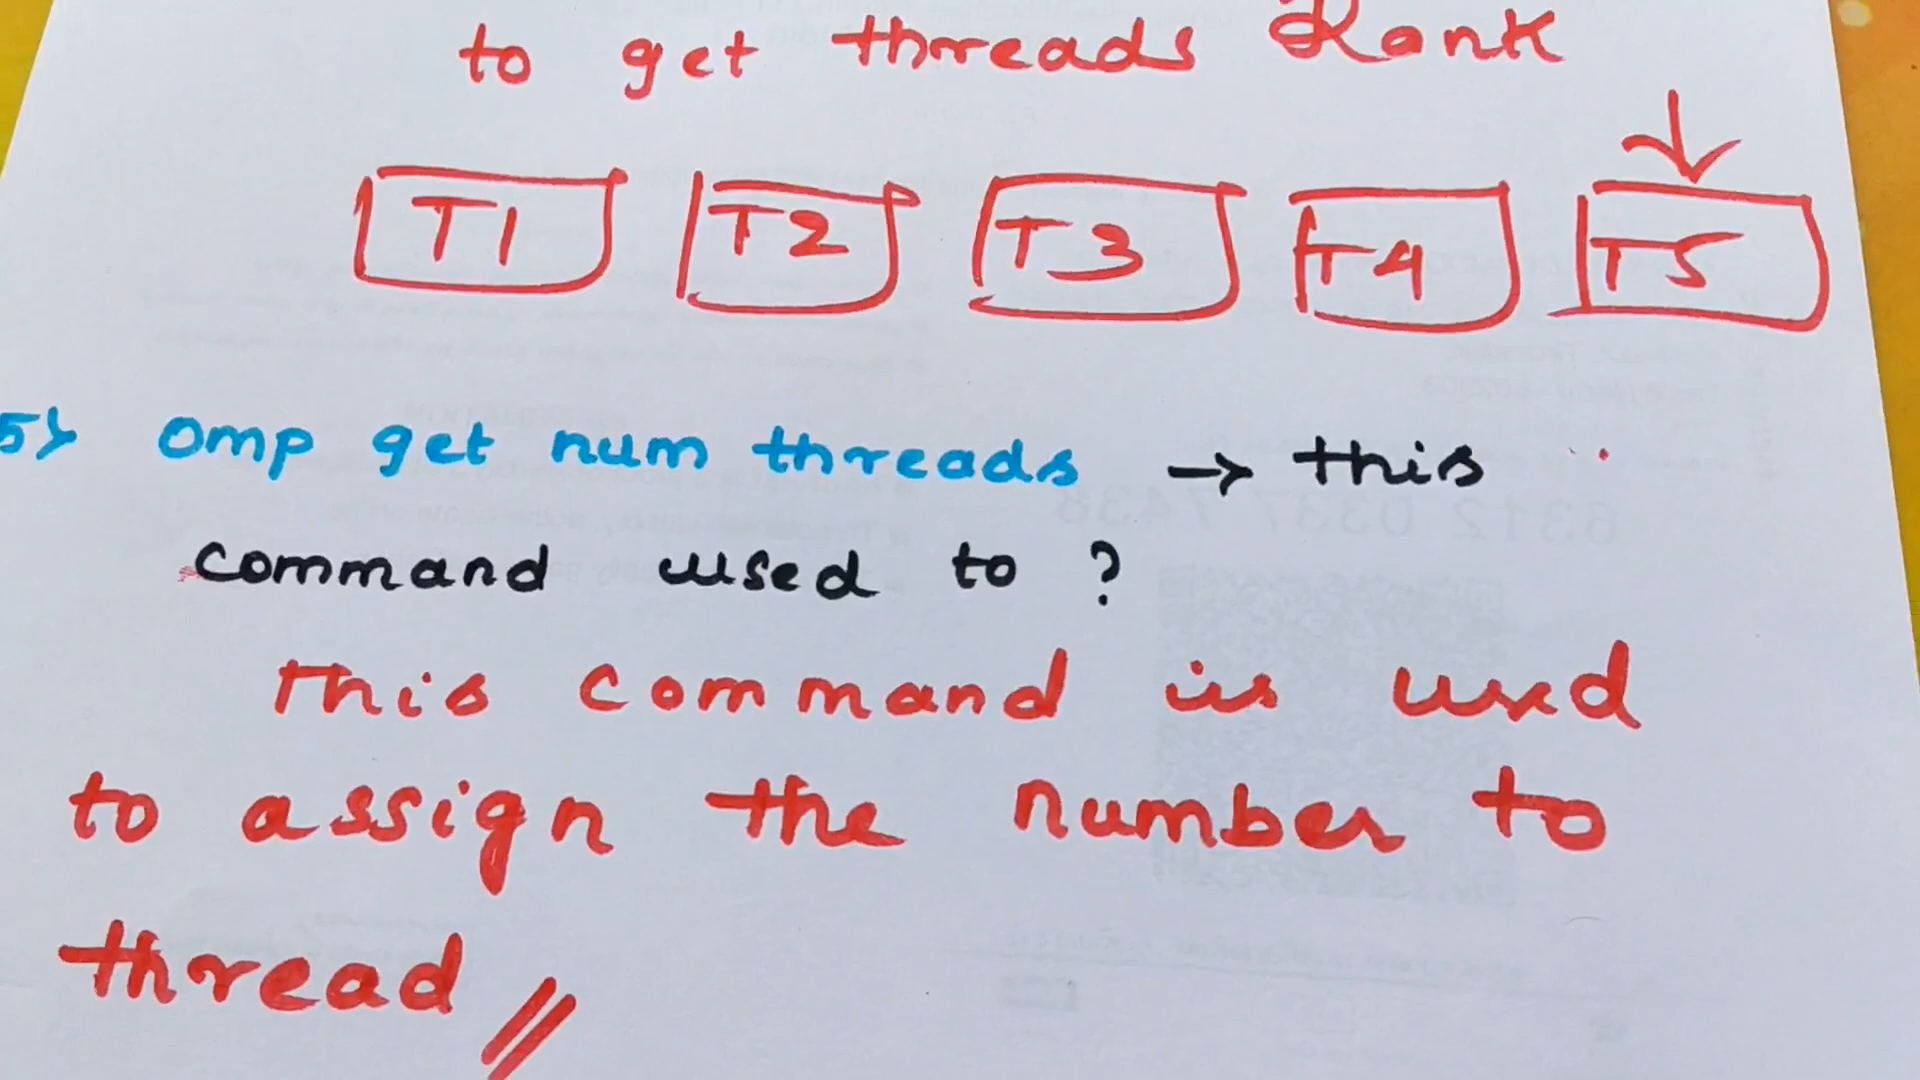 to get threads Rank
T1 T2 T3 T4 T5
5> omp get num threads → this
command used to ?
this command is used
to assign the number to
thread //